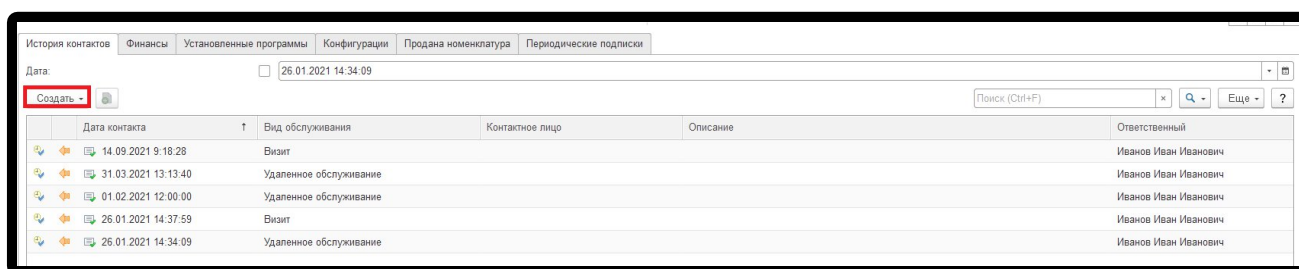 История контактов Финансы Установленные программы Конфигурации Продана номенклатура Периодические подписки
Дата: 26.01.2021 14:34:09
Создать Поиск (Ctrl+F) × Еще ?
Дата контакта ↑ Вид обслуживания Контактное лицо Описание Ответственный
14.09.2021 9:18:28 Визит Иванов Иван Иванович
31.03.2021 13:13:40 Удаленное обслуживание Иванов Иван Иванович
01.02.2021 12:00:00 Удаленное обслуживание Иванов Иван Иванович
26.01.2021 14:37:59 Визит Иванов Иван Иванович
26.01.2021 14:34:09 Удаленное обслуживание Иванов Иван Иванович